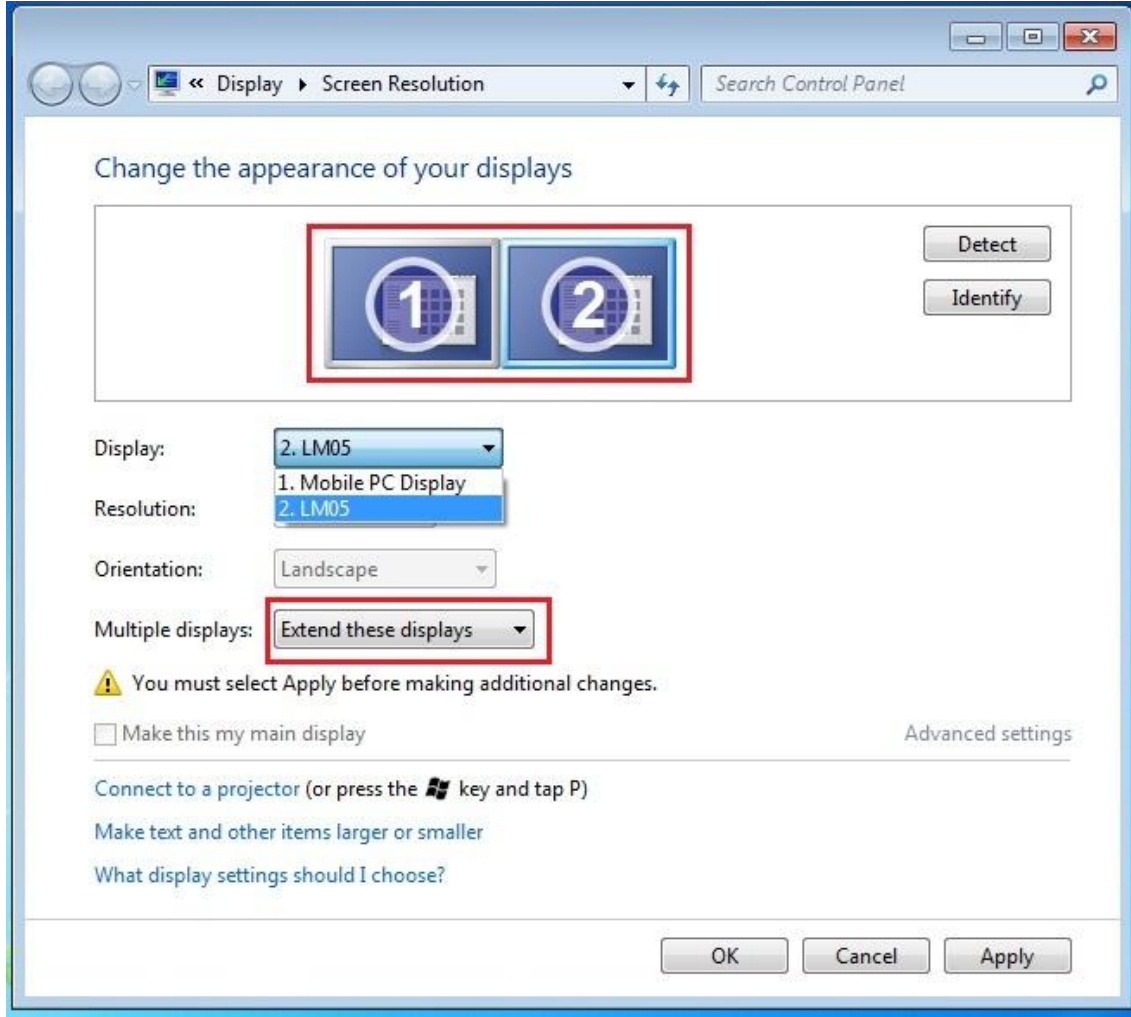 « Display ▸ Screen Resolution
Search Control Panel
Change the appearance of your displays
1
2
Detect
Identify
Display:
2. LM05
1. Mobile PC Display
2. LM05
Resolution:
Orientation:
Landscape
Multiple displays:
Extend these displays
You must select Apply before making additional changes.
Make this my main display
Advanced settings
Connect to a projector (or press the key and tap P)
Make text and other items larger or smaller
What display settings should I choose?
OK
Cancel
Apply